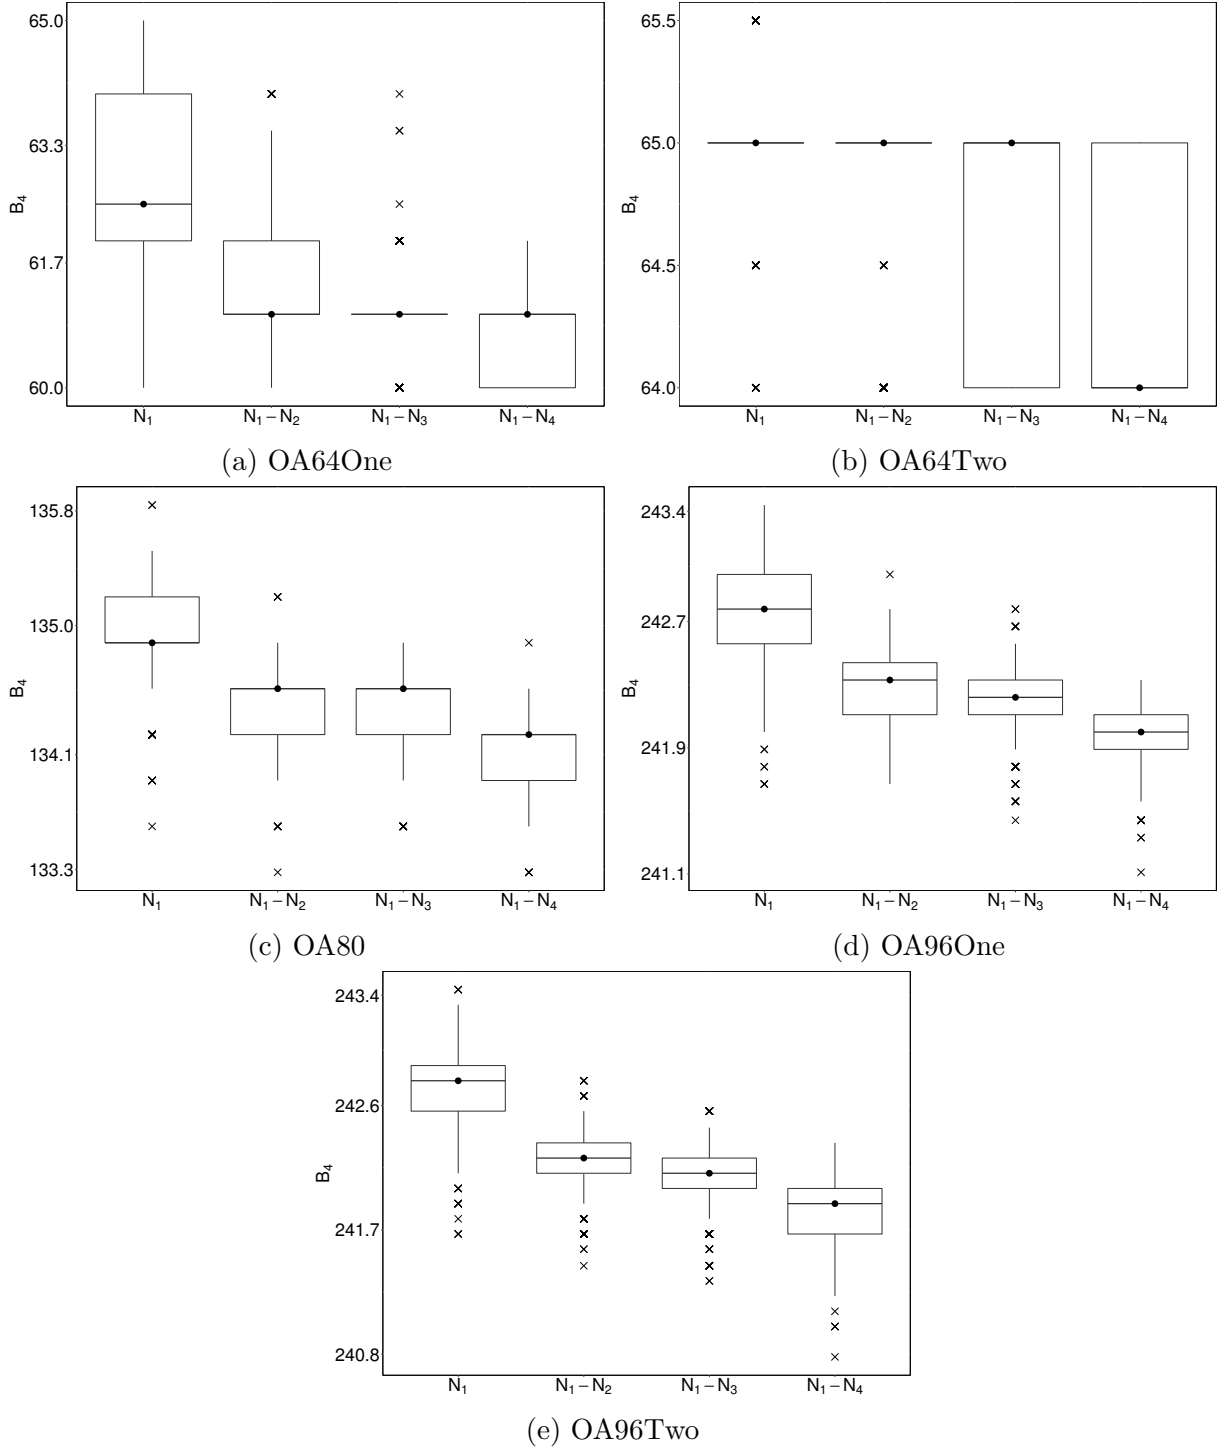 65.0
63.3
61.7
60.0
B₄
N₁ N₁−N₂ N₁−N₃ N₁−N₄
(a) OA64One
65.5
65.0
64.5
64.0
B₄
N₁ N₁−N₂ N₁−N₃ N₁−N₄
(b) OA64Two
135.8
135.0
134.1
133.3
B₄
N₁ N₁−N₂ N₁−N₃ N₁−N₄
(c) OA80
243.4
242.7
241.9
241.1
B₄
N₁ N₁−N₂ N₁−N₃ N₁−N₄
(d) OA96One
243.4
242.6
241.7
240.8
B₄
N₁ N₁−N₂ N₁−N₃ N₁−N₄
(e) OA96Two